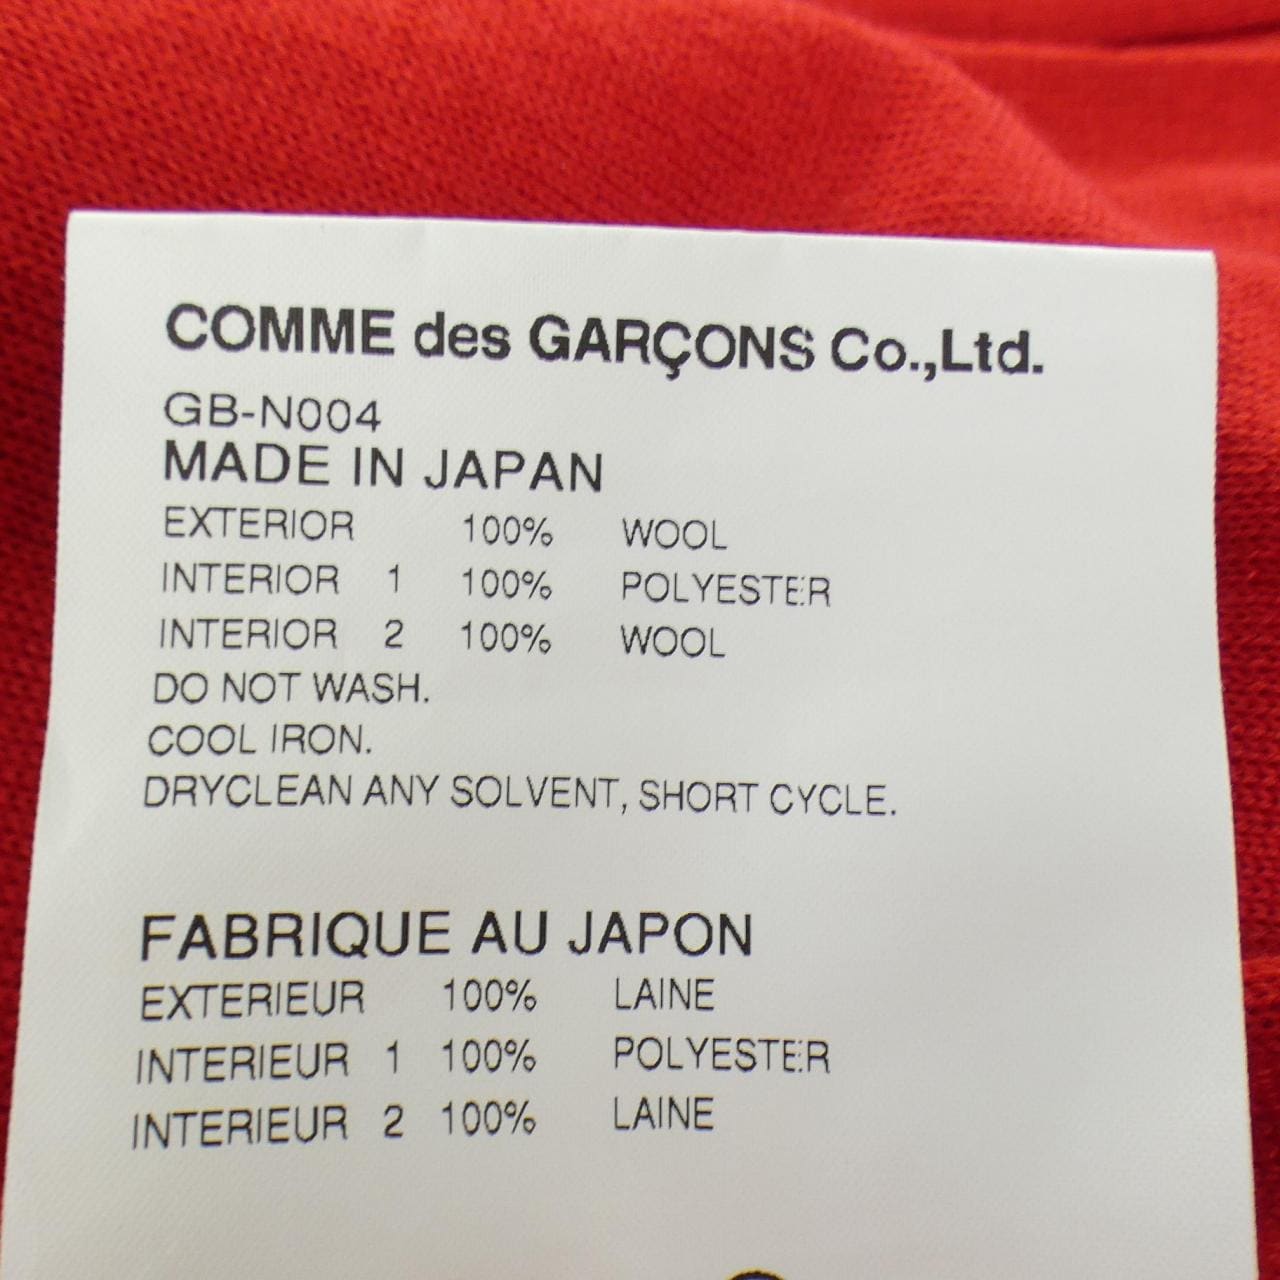 COMME des GARÇONS Co.,Ltd.
GB-N004
MADE IN JAPAN
EXTERIOR 100% WOOL
INTERIOR 1 100% POLYESTER
INTERIOR 2 100% WOOL
DO NOT WASH.
COOL IRON.
DRYCLEAN ANY SOLVENT, SHORT CYCLE.
FABRIQUE AU JAPON
EXTERIEUR 100% LAINE
INTERIEUR 1 100% POLYESTER
INTERIEUR 2 100% LAINE